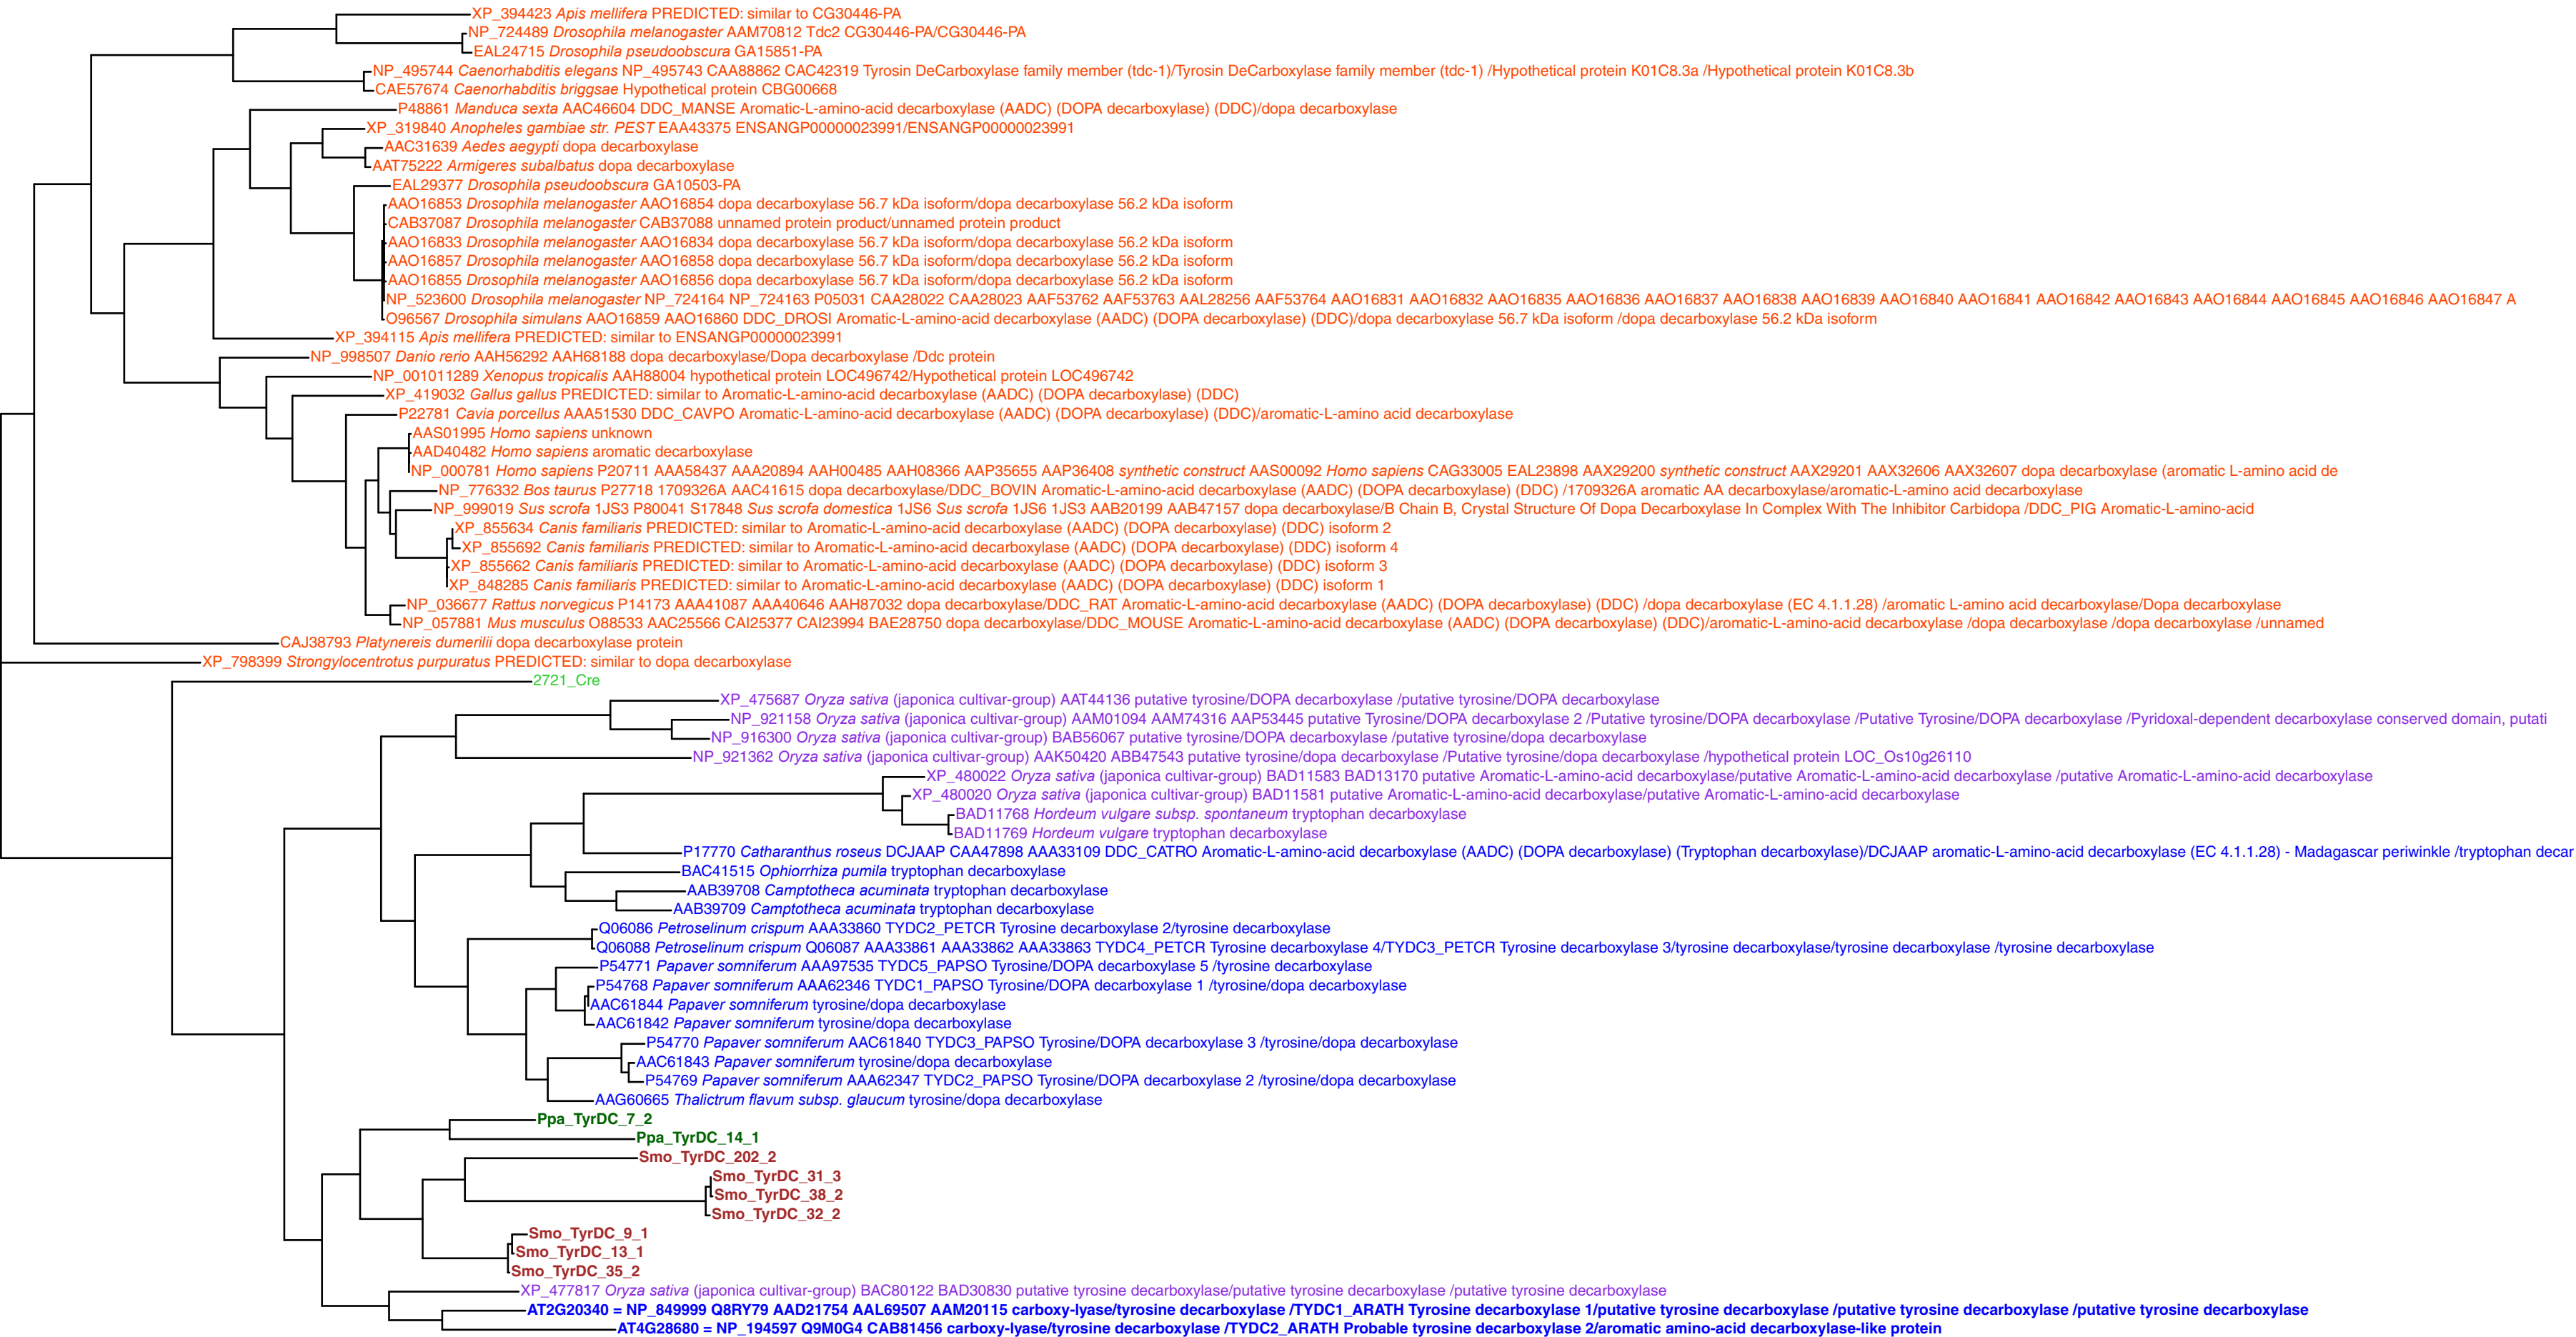 XP_394423 Apis mellifera PREDICTED: similar to CG30446-PA
NP_724489 Drosophila melanogaster AAM70812 Tdc2 CG30446-PA/CG30446-PA
EAL24715 Drosophila pseudoobscura GA15851-PA
NP_495744 Caenorhabditis elegans NP_495743 CAA88862 CAC42319 Tyrosin DeCarboxylase family member (tdc-1)/Tyrosin DeCarboxylase family member (tdc-1) /Hypothetical protein K01C8.3a /Hypothetical protein K01C8.3b
CAE57674 Caenorhabditis briggsae Hypothetical protein CBG00668
P48861 Manduca sexta AAC46604 DDC_MANSE Aromatic-L-amino-acid decarboxylase (AADC) (DOPA decarboxylase) (DDC)/dopa decarboxylase
XP_319840 Anopheles gambiae str. PEST EAA43375 ENSANGP00000023991/ENSANGP00000023991
AAC31639 Aedes aegypti dopa decarboxylase
AAT75222 Armigeres subalbatus dopa decarboxylase
EAL29377 Drosophila pseudoobscura GA10503-PA
AAO16853 Drosophila melanogaster AAO16854 dopa decarboxylase 56.7 kDa isoform/dopa decarboxylase 56.2 kDa isoform
CAB37087 Drosophila melanogaster CAB37088 unnamed protein product/unnamed protein product
AAO16833 Drosophila melanogaster AAO16834 dopa decarboxylase 56.7 kDa isoform/dopa decarboxylase 56.2 kDa isoform
AAO16857 Drosophila melanogaster AAO16858 dopa decarboxylase 56.7 kDa isoform/dopa decarboxylase 56.2 kDa isoform
AAO16855 Drosophila melanogaster AAO16856 dopa decarboxylase 56.7 kDa isoform/dopa decarboxylase 56.2 kDa isoform
NP_523600 Drosophila melanogaster NP_724164 NP_724163 P05031 CAA28022 CAA28023 AAF53762 AAF53763 AAL28256 AAF53764 AAO16831 AAO16832 AAO16835 AAO16836 AAO16837 AAO16838 AAO16839 AAO16840 AAO16841 AAO16842 AAO16843 AAO16844 AAO16845 AAO16846 AAO16847 A
O96567 Drosophila simulans AAO16859 AAO16860 DDC_DROSI Aromatic-L-amino-acid decarboxylase (AADC) (DOPA decarboxylase) (DDC)/dopa decarboxylase 56.7 kDa isoform /dopa decarboxylase 56.2 kDa isoform
XP_394115 Apis mellifera PREDICTED: similar to ENSANGP00000023991
NP_998507 Danio rerio AAH56292 AAH68188 dopa decarboxylase/Dopa decarboxylase /Ddc protein
NP_001011289 Xenopus tropicalis AAH88004 hypothetical protein LOC496742/Hypothetical protein LOC496742
XP_419032 Gallus gallus PREDICTED: similar to Aromatic-L-amino-acid decarboxylase (AADC) (DOPA decarboxylase) (DDC)
P22781 Cavia porcellus AAA51530 DDC_CAVPO Aromatic-L-amino-acid decarboxylase (AADC) (DOPA decarboxylase) (DDC)/aromatic-L-amino acid decarboxylase
AAS01995 Homo sapiens unknown
AAD40482 Homo sapiens aromatic decarboxylase
NP_000781 Homo sapiens P20711 AAA58437 AAA20894 AAH00485 AAH08366 AAP35655 AAP36408 synthetic construct AAS00092 Homo sapiens CAG33005 EAL23898 AAX29200 synthetic construct AAX29201 AAX32606 AAX32607 dopa decarboxylase (aromatic L-amino acid de
NP_776332 Bos taurus P27718 1709326A AAC41615 dopa decarboxylase/DDC_BOVIN Aromatic-L-amino-acid decarboxylase (AADC) (DOPA decarboxylase) (DDC) /1709326A aromatic AA decarboxylase/aromatic-L-amino acid decarboxylase
NP_999019 Sus scrofa 1JS3 P80041 S17848 Sus scrofa domestica 1JS6 Sus scrofa 1JS6 1JS3 AAB20199 AAB47157 dopa decarboxylase/B Chain B, Crystal Structure Of Dopa Decarboxylase In Complex With The Inhibitor Carbidopa /DDC_PIG Aromatic-L-amino-acid
XP_855634 Canis familiaris PREDICTED: similar to Aromatic-L-amino-acid decarboxylase (AADC) (DOPA decarboxylase) (DDC) isoform 2
XP_855692 Canis familiaris PREDICTED: similar to Aromatic-L-amino-acid decarboxylase (AADC) (DOPA decarboxylase) (DDC) isoform 4
XP_855662 Canis familiaris PREDICTED: similar to Aromatic-L-amino-acid decarboxylase (AADC) (DOPA decarboxylase) (DDC) isoform 3
XP_848285 Canis familiaris PREDICTED: similar to Aromatic-L-amino-acid decarboxylase (AADC) (DOPA decarboxylase) (DDC) isoform 1
NP_036677 Rattus norvegicus P14173 AAA41087 AAA40646 AAH87032 dopa decarboxylase/DDC_RAT Aromatic-L-amino-acid decarboxylase (AADC) (DOPA decarboxylase) (DDC) /dopa decarboxylase (EC 4.1.1.28) /aromatic L-amino acid decarboxylase/Dopa decarboxylase
NP_057881 Mus musculus O88533 AAC25566 CAI25377 CAI23994 BAE28750 dopa decarboxylase/DDC_MOUSE Aromatic-L-amino-acid decarboxylase (AADC) (DOPA decarboxylase) (DDC)/aromatic-L-amino-acid decarboxylase /dopa decarboxylase /dopa decarboxylase /unnamed
CAJ38793 Platynereis dumerilii dopa decarboxylase protein
XP_798399 Strongylocentrotus purpuratus PREDICTED: similar to dopa decarboxylase
2721_Cre
XP_475687 Oryza sativa (japonica cultivar-group) AAT44136 putative tyrosine/DOPA decarboxylase /putative tyrosine/DOPA decarboxylase
NP_921158 Oryza sativa (japonica cultivar-group) AAM01094 AAM74316 AAP53445 putative Tyrosine/DOPA decarboxylase 2 /Putative tyrosine/DOPA decarboxylase /Putative Tyrosine/DOPA decarboxylase /Pyridoxal-dependent decarboxylase conserved domain, putati
NP_916300 Oryza sativa (japonica cultivar-group) BAB56067 putative tyrosine/DOPA decarboxylase /putative tyrosine/dopa decarboxylase
NP_921362 Oryza sativa (japonica cultivar-group) AAK50420 ABB47543 putative tyrosine/dopa decarboxylase /Putative tyrosine/dopa decarboxylase /hypothetical protein LOC_Os10g26110
XP_480022 Oryza sativa (japonica cultivar-group) BAD11583 BAD13170 putative Aromatic-L-amino-acid decarboxylase/putative Aromatic-L-amino-acid decarboxylase /putative Aromatic-L-amino-acid decarboxylase
XP_480020 Oryza sativa (japonica cultivar-group) BAD11581 putative Aromatic-L-amino-acid decarboxylase/putative Aromatic-L-amino-acid decarboxylase
BAD11768 Hordeum vulgare subsp. spontaneum tryptophan decarboxylase
BAD11769 Hordeum vulgare tryptophan decarboxylase
P17770 Catharanthus roseus DCJAAP CAA47898 AAA33109 DDC_CATRO Aromatic-L-amino-acid decarboxylase (AADC) (DOPA decarboxylase) (Tryptophan decarboxylase)/DCJAAP aromatic-L-amino-acid decarboxylase (EC 4.1.1.28) - Madagascar periwinkle /tryptophan decar
BAC41515 Ophiorrhiza pumila tryptophan decarboxylase
AAB39708 Camptotheca acuminata tryptophan decarboxylase
AAB39709 Camptotheca acuminata tryptophan decarboxylase
Q06086 Petroselinum crispum AAA33860 TYDC2_PETCR Tyrosine decarboxylase 2/tyrosine decarboxylase
Q06088 Petroselinum crispum Q06087 AAA33861 AAA33862 AAA33863 TYDC4_PETCR Tyrosine decarboxylase 4/TYDC3_PETCR Tyrosine decarboxylase 3/tyrosine decarboxylase/tyrosine decarboxylase /tyrosine decarboxylase
P54771 Papaver somniferum AAA97535 TYDC5_PAPSO Tyrosine/DOPA decarboxylase 5 /tyrosine decarboxylase
P54768 Papaver somniferum AAA62346 TYDC1_PAPSO Tyrosine/DOPA decarboxylase 1 /tyrosine/dopa decarboxylase
AAC61844 Papaver somniferum tyrosine/dopa decarboxylase
AAC61842 Papaver somniferum tyrosine/dopa decarboxylase
P54770 Papaver somniferum AAC61840 TYDC3_PAPSO Tyrosine/DOPA decarboxylase 3 /tyrosine/dopa decarboxylase
AAC61843 Papaver somniferum tyrosine/dopa decarboxylase
P54769 Papaver somniferum AAA62347 TYDC2_PAPSO Tyrosine/DOPA decarboxylase 2 /tyrosine/dopa decarboxylase
AAG60665 Thalictrum flavum subsp. glaucum tyrosine/dopa decarboxylase
Ppa_TyrDC_7_2
Ppa_TyrDC_14_1
Smo_TyrDC_202_2
Smo_TyrDC_31_3
Smo_TyrDC_38_2
Smo_TyrDC_32_2
Smo_TyrDC_9_1
Smo_TyrDC_13_1
Smo_TyrDC_35_2
XP_477817 Oryza sativa (japonica cultivar-group) BAC80122 BAD30830 putative tyrosine decarboxylase/putative tyrosine decarboxylase /putative tyrosine decarboxylase
AT2G20340 = NP_849999 Q8RY79 AAD21754 AAL69507 AAM20115 carboxy-lyase/tyrosine decarboxylase /TYDC1_ARATH Tyrosine decarboxylase 1/putative tyrosine decarboxylase /putative tyrosine decarboxylase /putative tyrosine decarboxylase
AT4G28680 = NP_194597 Q9M0G4 CAB81456 carboxy-lyase/tyrosine decarboxylase /TYDC2_ARATH Probable tyrosine decarboxylase 2/aromatic amino-acid decarboxylase-like protein